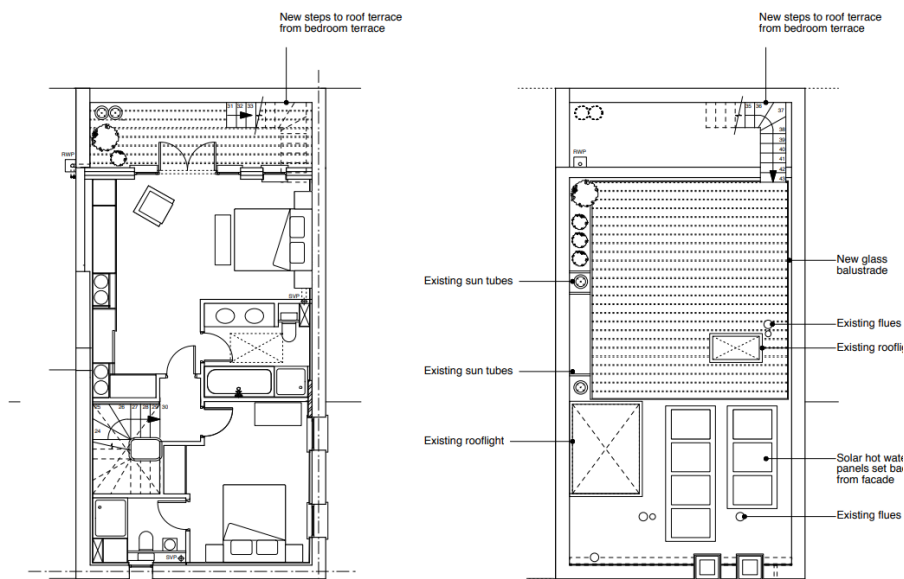 New steps to roof terrace
from bedroom terrace
New steps to roof terrace
from bedroom terrace
31 32 33
RWP
SVP
25 26 27 28 29 30
24
SVP
35 36
37
38
39
40
41
42
43
RWP
New glass
balustrade
Existing sun tubes
Existing flues
Existing roofli
Existing sun tubes
Existing rooflight
Solar hot wate
panels set bac
from facade
Existing flues